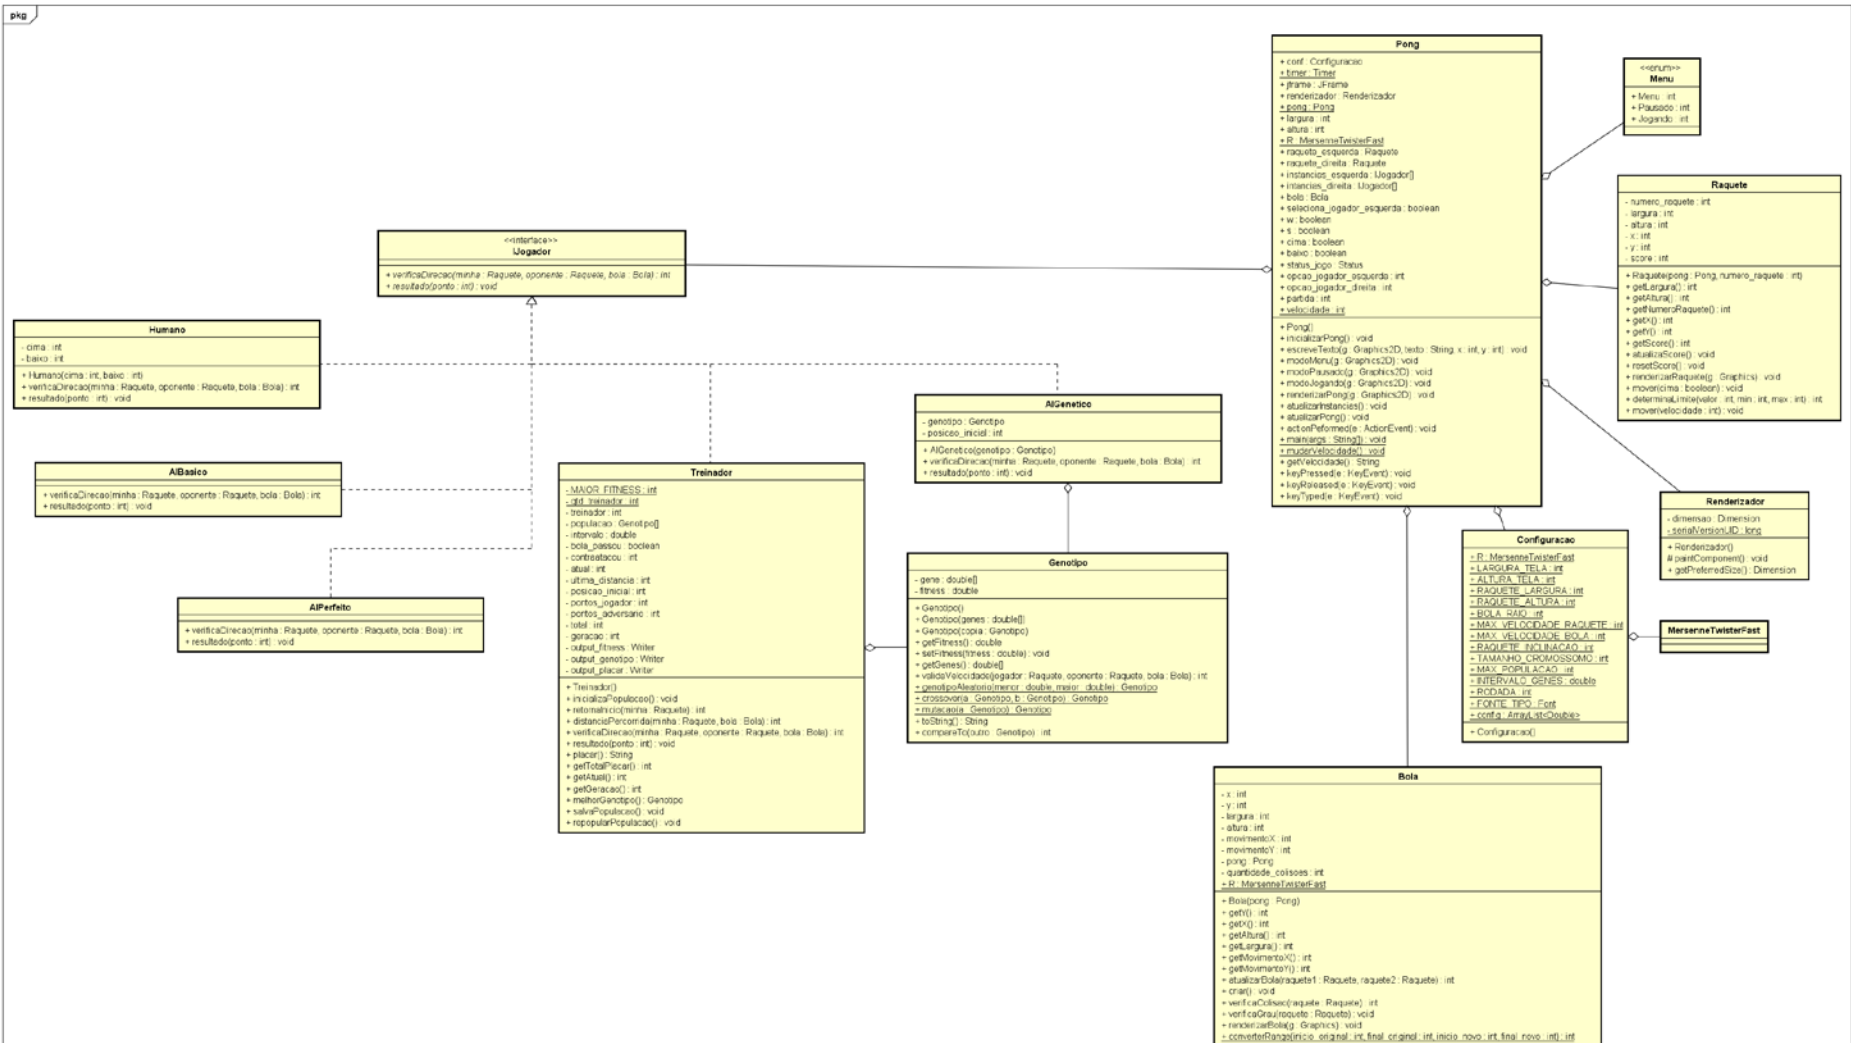 pkg
Pong
+ conf : Configuracao
+ timer : Timer
+ jframe : JFrame
+ renderizador : Renderizador
+ pong : Pong
+ largura : int
+ altura : int
+ R : MersenneTwisterFast
+ raquete_esquerda : Raquete
+ raquete_direita : Raquete
+ instancias_esquerda : IJogador[]
+ intancias_direita : IJogador[]
+ bola : Bola
+ seleciona_jogador_esquerda : boolean
+ w : boolean
+ s : boolean
+ cima : boolean
+ baixo : boolean
+ status_jogo : Status
+ opcao_jogador_esquerda : int
+ opcao_jogador_direita : int
+ partida : int
+ velocidade : int
+ Pong()
+ inicializarPong() : void
+ escreveTexto(g : Graphics2D, texto : String, x : int, y : int) : void
+ modoMenu(g : Graphics2D) : void
+ modoPausado(g : Graphics2D) : void
+ modoJogando(g : Graphics2D) : void
+ renderizarPong(g : Graphics2D) : void
+ atualizarInstancias() : void
+ atualizarPong() : void
+ actionPeformed(e : ActionEvent) : void
+ main(args : String[]) : void
+ mudarVelocidade() : void
+ getVelocidade() : String
+ keyPressed(e : KeyEvent) : void
+ keyReleased(e : KeyEvent) : void
+ keyTyped(e : KeyEvent) : void
<<enum>>
Menu
+ Menu : int
+ Pausado : int
+ Jogando : int
Raquete
- numero_raquete : int
- largura : int
- altura : int
- x : int
- y : int
- score : int
+ Raquete(pong : Pong, numero_raquete : int)
+ getLargura() : int
+ getAltura() : int
+ getNumeroRaquete() : int
+ getX() : int
+ getY() : int
+ getScore() : int
+ atualizaScore() : void
+ resetScore() : void
+ renderizarRaquete(g : Graphics) : void
+ mover(cima : boolean) : void
+ determinaLimite(valor : int, min : int, max : int) : int
+ mover(velocidade : int) : void
<<interface>>
IJogador
+ verificaDirecao(minha : Raquete, oponente : Raquete, bola : Bola) : int
+ resultado(ponto : int) : void
Humano
- cima : int
- baixo : int
+ Humano(cima : int, baixo : int)
+ verificaDirecao(minha : Raquete, oponente : Raquete, bola : Bola) : int
+ resultado(ponto : int) : void
AIGenetico
- genotipo : Genotipo
- posicao_inicial : int
+ AIGenetico(genotipo : Genotipo)
+ verificaDirecao(minha : Raquete, oponente : Raquete, bola : Bola) : int
+ resultado(ponto : int) : void
AIBasico
+ verificaDirecao(minha : Raquete, oponente : Raquete, bola : Bola) : int
+ resultado(ponto : int) : void
Treinador
- MAIOR_FITNESS : int
- qtd_treinador : int
- treinador : int
- populacao : Genotipo[]
- intervalo : double
- bola_passou : boolean
- contraatacou : int
- atual : int
- ultima_distancia : int
- posicao_inicial : int
- pontos_jogador : int
- pontos_adversario : int
- total : int
- geracao : int
- output_fitness : Writer
- output_genotipo : Writer
- output_placar : Writer
+ Treinador()
+ inicializaPopulacao() : void
+ retornaInicio(minha : Raquete) : int
+ distanciaPercorrida(minha : Raquete, bola : Bola) : int
+ verificaDirecao(minha : Raquete, oponente : Raquete, bola : Bola) : int
+ resultado(ponto : int) : void
+ placar() : String
+ getTotalPlacar() : int
+ getAtual() : int
+ getGeracao() : int
+ melhorGenotipo() : Genotipo
+ salvaPopulacao() : void
+ repopularPopulacao() : void
AIPerfeito
+ verificaDirecao(minha : Raquete, oponente : Raquete, bola : Bola) : int
+ resultado(ponto : int) : void
Genotipo
- gene : double[]
- fitness : double
+ Genotipo()
+ Genotipo(genes : double[])
+ Genotipo(copia : Genotipo)
+ getFitness() : double
+ setFitness(fitness : double) : void
+ getGenes() : double[]
+ validaVelocidade(jogador : Raquete, oponente : Raquete, bola : Bola) : int
+ genotipoAleatorio(menor : double, maior : double) : Genotipo
+ crossover(a : Genotipo, b : Genotipo) : Genotipo
+ mutacao(a : Genotipo) : Genotipo
+ toString() : String
+ compareTo(outro : Genotipo) : int
Renderizador
- dimensao : Dimension
- serialVersionUID : long
+ Renderizador()
# paintComponent() : void
+ getPreferredSize() : Dimension
Configuracao
+ R : MersenneTwisterFast
+ LARGURA_TELA : int
+ ALTURA_TELA : int
+ RAQUETE_LARGURA : int
+ RAQUETE_ALTURA : int
+ BOLA_RAIO : int
+ MAX_VELOCIDADE_RAQUETE : int
+ MAX_VELOCIDADE_BOLA : int
+ RAQUETE_INCLINACAO : int
+ TAMANHO_CROMOSSOMO : int
+ MAX_POPULACAO : int
+ INTERVALO_GENES : double
+ RODADA : int
+ FONTE_TIPO : Font
+ config : ArrayList<Double>
+ Configuracao()
MersenneTwisterFast
Bola
- x : int
- y : int
- largura : int
- altura : int
- movimentoX : int
- movimentoY : int
- pong : Pong
- quantidade_colisoes : int
+ R : MersenneTwisterFast
+ Bola(pong : Pong)
+ getY() : int
+ getX() : int
+ getAltura() : int
+ getLargura() : int
+ getMovimentoX() : int
+ getMovimentoY() : int
+ atualizarBola(raquete1 : Raquete, raquete2 : Raquete) : int
+ criar() : void
+ verificaColisao(raquete : Raquete) : int
+ verificaGrau(raquete : Raquete) : void
+ renderizarBola(g : Graphics) : void
+ converterRange(inicio_original : int, final_original : int, inicio_novo : int, final_novo : int) : int